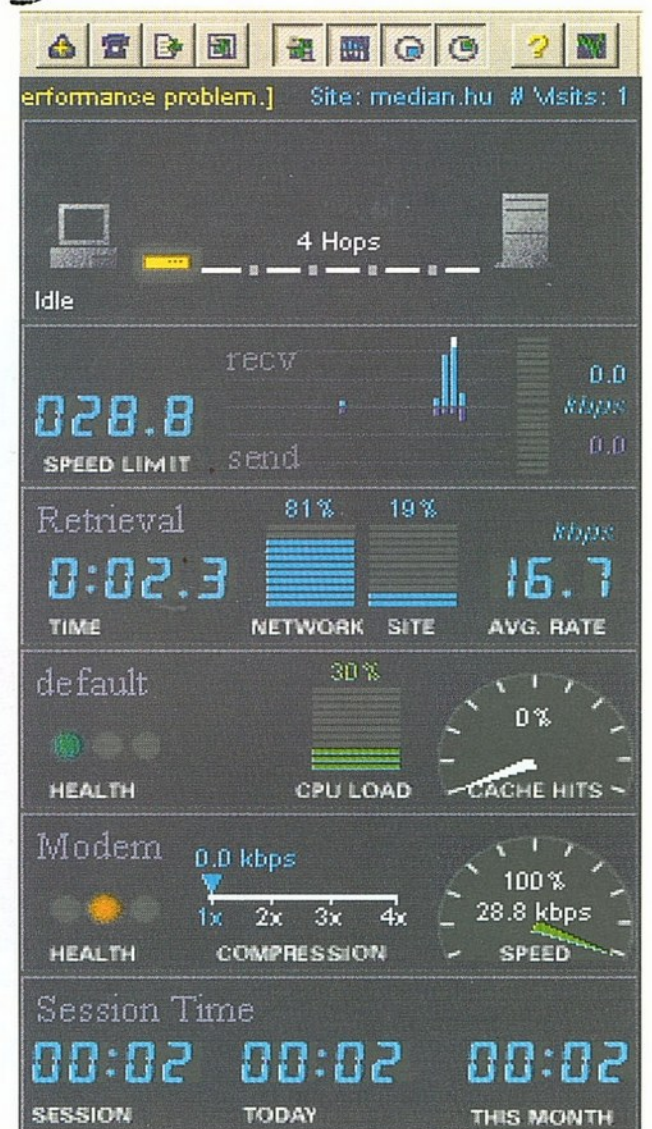 erformance problem.] Site: median.hu # Visits: 1
4 Hops
Idle
recv
028.8
0.0
kbps
0.0
SPEED LIMIT
send
Retrieval
81% 19%
kbps
0:02.3
16.7
TIME NETWORK SITE AVG. RATE
default
30%
0%
HEALTH CPU LOAD CACHE HITS
Modem
0.0 kbps
100%
28.8 kbps
1x 2x 3x 4x
HEALTH COMPRESSION SPEED
Session Time
00:02 00:02 00:02
SESSION TODAY THIS MONTH